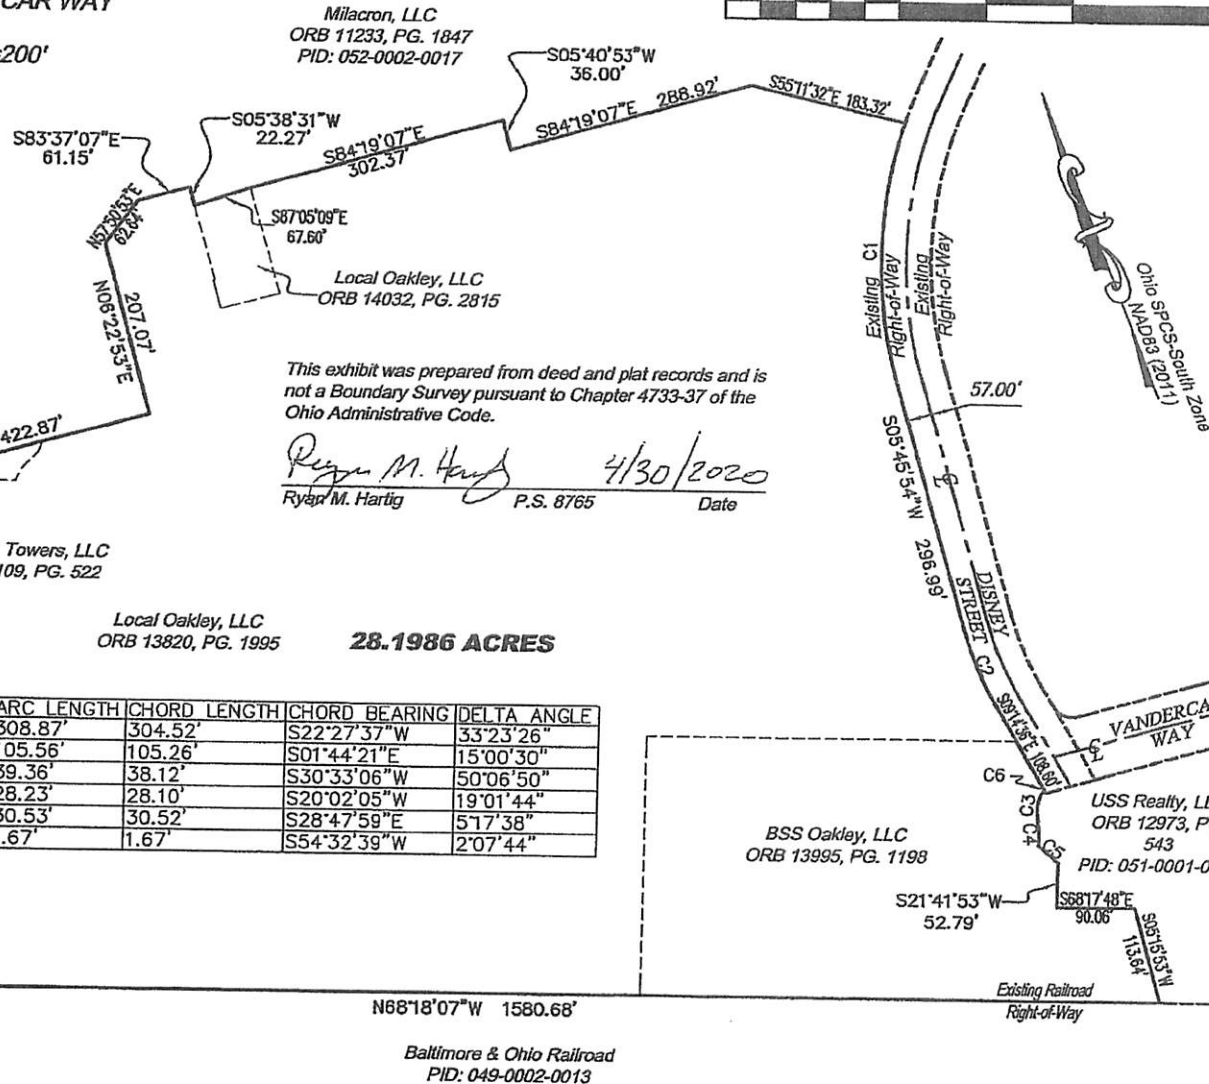 CAR WAY
200'
Milacron, LLC
ORB 11233, PG. 1847
PID: 052-0002-0017
S05°40'53"W
36.00'
S83°37'07"E
61.15'
S05°38'31"W
22.27'
S84°19'07"E
302.37'
S84°19'07"E 288.92'
S55°11'32"E 183.32'
N57°50'53"E
62.64'
S87°05'09"E
67.60'
Local Oakley, LLC
ORB 14032, PG. 2815
207.07'
N06°22'53"E
422.87'
Existing C1
Right-of-Way
Existing
Right-of-Way
Ohio SPCS-South Zone
NAD83 (2011)
This exhibit was prepared from deed and plat records and is
not a Boundary Survey pursuant to Chapter 4733-37 of the
Ohio Administrative Code.
Ryan M. Hartig 4/30/2020
Ryan M. Hartig P.S. 8765 Date
57.00'
S05°45'54"W 296.99'
DISNEY
STREET C2
Towers, LLC
109, PG. 522
Local Oakley, LLC
ORB 13820, PG. 1995
28.1986 ACRES
ARC LENGTH CHORD LENGTH CHORD BEARING DELTA ANGLE
308.87' 304.52' S22°27'37"W 33°23'26"
105.56' 105.26' S01°44'21"E 15°00'30"
39.36' 38.12' S30°33'06"W 50°06'50"
28.23' 28.10' S20°02'05"W 19°01'44"
30.53' 30.52' S28°47'59"E 5°17'38"
.67' 1.67' S54°32'39"W 2°07'44"
S09°14'36"E 108.60'
VANDERCA
WAY
C6
C3
C4
C5
USS Realty, LL
ORB 12973, P
543
PID: 051-0001-0
BSS Oakley, LLC
ORB 13995, PG. 1198
S21°41'53"W
52.79'
S68°17'48"E
90.06'
S05°15'53"W
113.64'
Existing Railroad
Right-of-Way
N68°18'07"W 1580.68'
Baltimore & Ohio Railroad
PID: 049-0002-0013